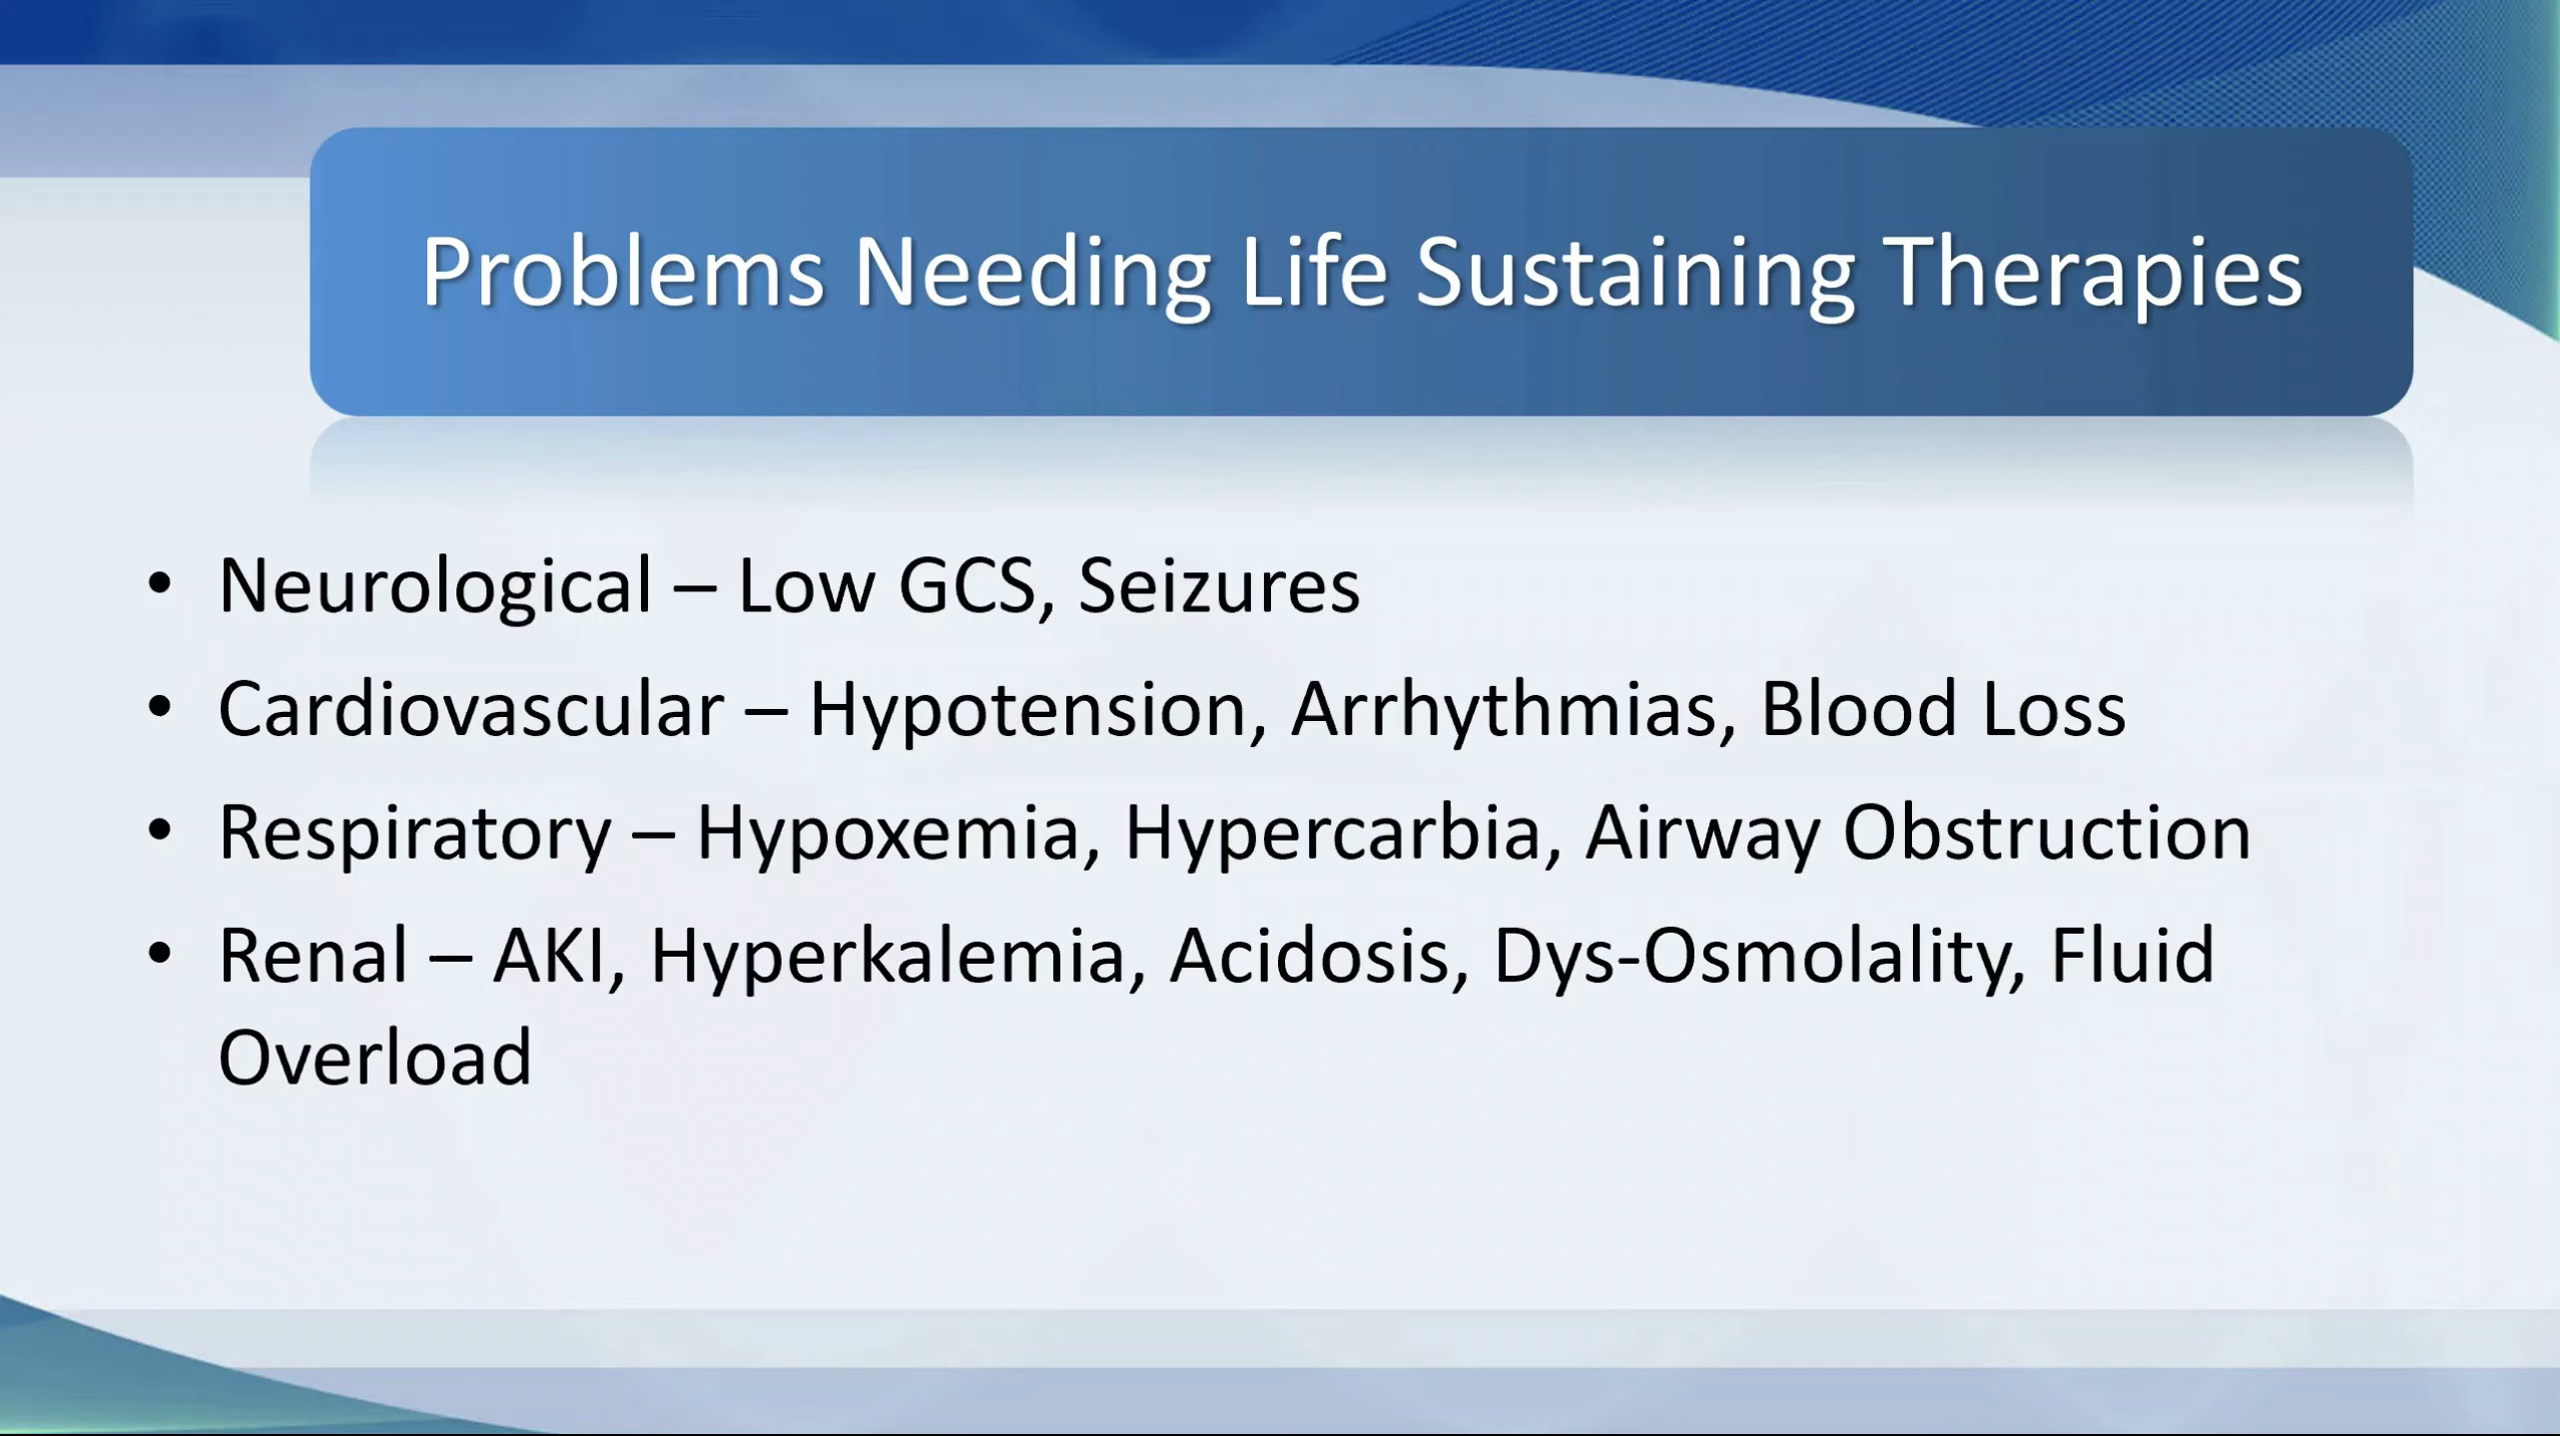 Problems Needing Life Sustaining Therapies
• Neurological – Low GCS, Seizures
• Cardiovascular – Hypotension, Arrhythmias, Blood Loss
• Respiratory – Hypoxemia, Hypercarbia, Airway Obstruction
• Renal – AKI, Hyperkalemia, Acidosis, Dys-Osmolality, Fluid
Overload